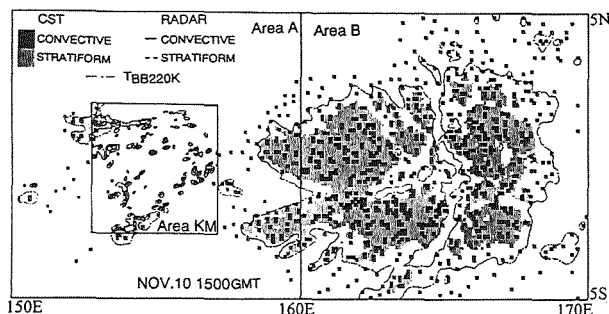 CST RADAR
CONVECTIVE CONVECTIVE
STRATIFORM STRATIFORM
TBB220K
Area A Area B
5N
Area KM
NOV.10 1500GMT
5S
150E 160E 170E